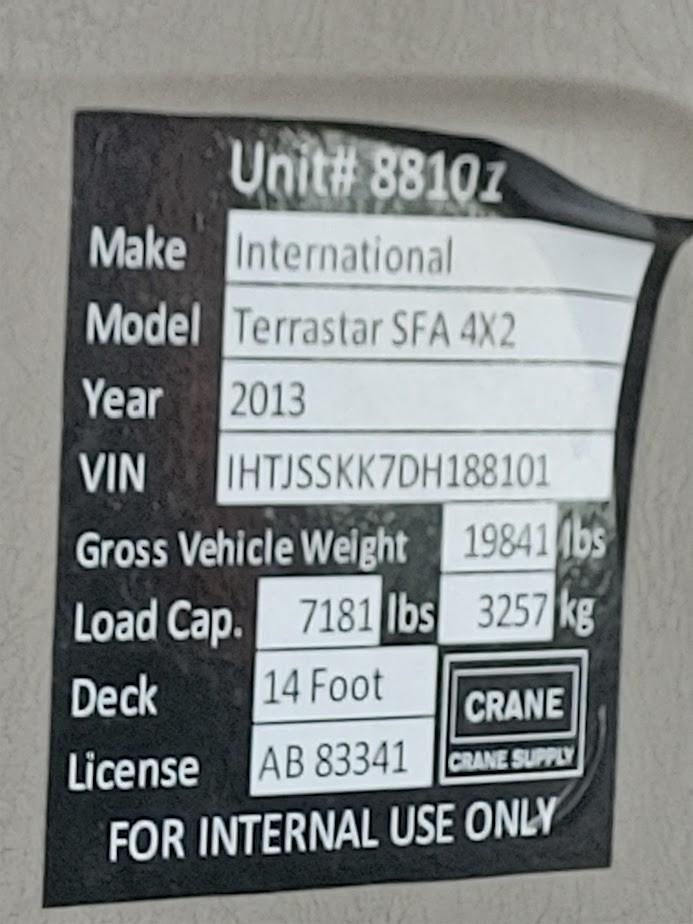 Unit# 88101
Make International
Model Terrastar SFA 4X2
Year 2013
VIN IHTJSSKK7DH188101
Gross Vehicle Weight 19841 lbs
Load Cap. 7181 lbs 3257 kg
Deck 14 Foot
CRANE
License AB 83341
CRANE SUPPLY
FOR INTERNAL USE ONLY